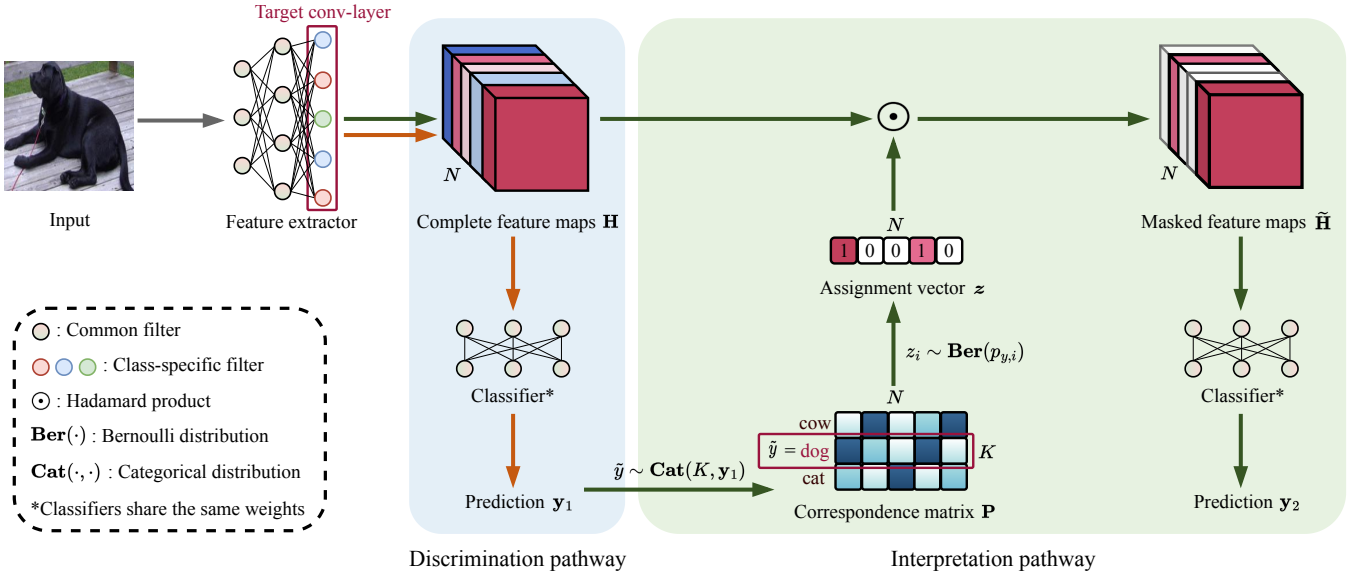 Target conv-layer
Input
Feature extractor
N
Complete feature maps H
Classifier*
Prediction y₁
Discrimination pathway
ỹ ∼ Cat(K, y₁)
N
1 0 0 1 0
Assignment vector z
z_i ∼ Ber(p_{y,i})
N
cow
ỹ = dog
K
cat
Correspondence matrix P
N
Masked feature maps H̃
Classifier*
Prediction y₂
Interpretation pathway
: Common filter
: Class-specific filter
: Hadamard product
Ber(·) : Bernoulli distribution
Cat(·, ·) : Categorical distribution
*Classifiers share the same weights